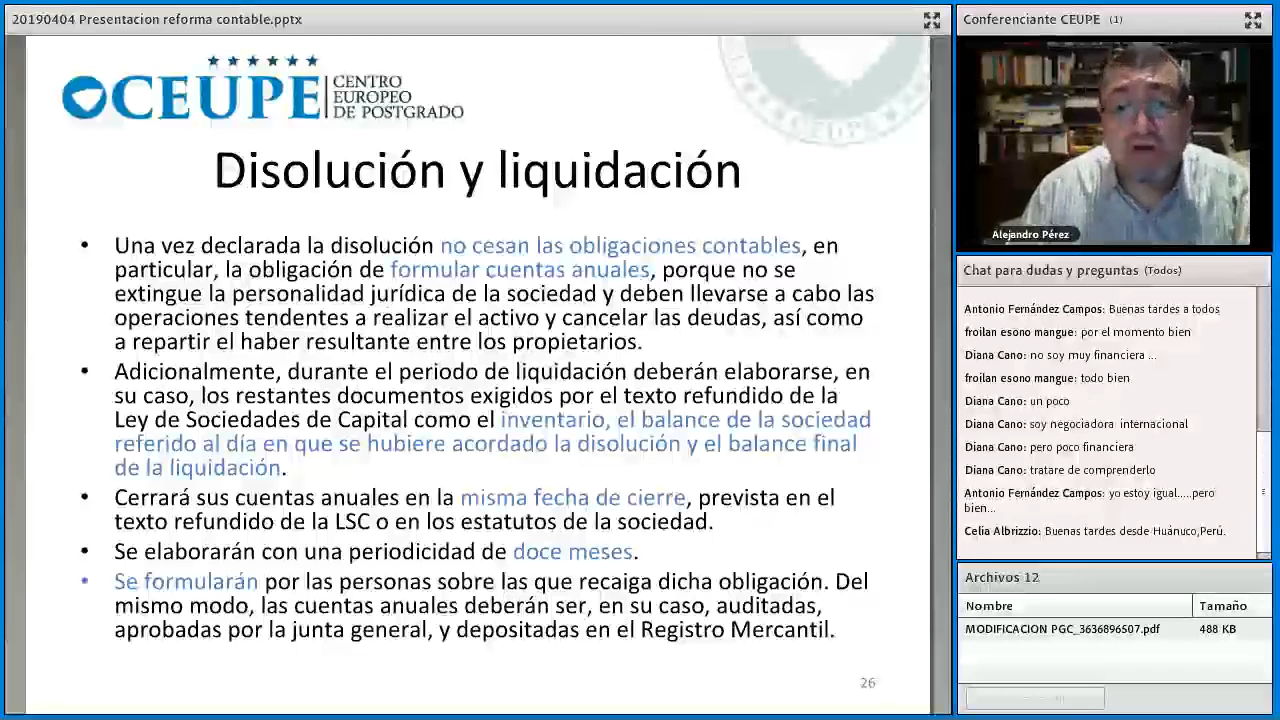 20190404 Presentacion reforma contable.pptx
CEUPE
CENTRO
EUROPEO
DE POSTGRADO
CEUPE
Disolución y liquidación
• Una vez declarada la disolución no cesan las obligaciones contables, en
particular, la obligación de formular cuentas anuales, porque no se
extingue la personalidad jurídica de la sociedad y deben llevarse a cabo las
operaciones tendentes a realizar el activo y cancelar las deudas, así como
a repartir el haber resultante entre los propietarios.
• Adicionalmente, durante el periodo de liquidación deberán elaborarse, en
su caso, los restantes documentos exigidos por el texto refundido de la
Ley de Sociedades de Capital como el inventario, el balance de la sociedad
referido al día en que se hubiere acordado la disolución y el balance final
de la liquidación.
• Cerrará sus cuentas anuales en la misma fecha de cierre, prevista en el
texto refundido de la LSC o en los estatutos de la sociedad.
• Se elaborarán con una periodicidad de doce meses.
• Se formularán por las personas sobre las que recaiga dicha obligación. Del
mismo modo, las cuentas anuales deberán ser, en su caso, auditadas,
aprobadas por la junta general, y depositadas en el Registro Mercantil.
26
Conferenciante CEUPE (1)
Alejandro Pérez
Chat para dudas y preguntas (Todos)
Antonio Fernández Campos: Buenas tardes a todos
froilan esono mangue: por el momento bien
Diana Cano: no soy muy financiera ...
froilan esono mangue: todo bien
Diana Cano: un poco
Diana Cano: soy negociadora internacional
Diana Cano: pero poco financiera
Diana Cano: tratare de comprenderlo
Antonio Fernández Campos: yo estoy igual.....pero
bien...
Celia Albrizzio: Buenas tardes desde Huánuco,Perú.
Archivos 12
Nombre Tamaño
MODIFICACION PGC_3636896507.pdf 488 KB